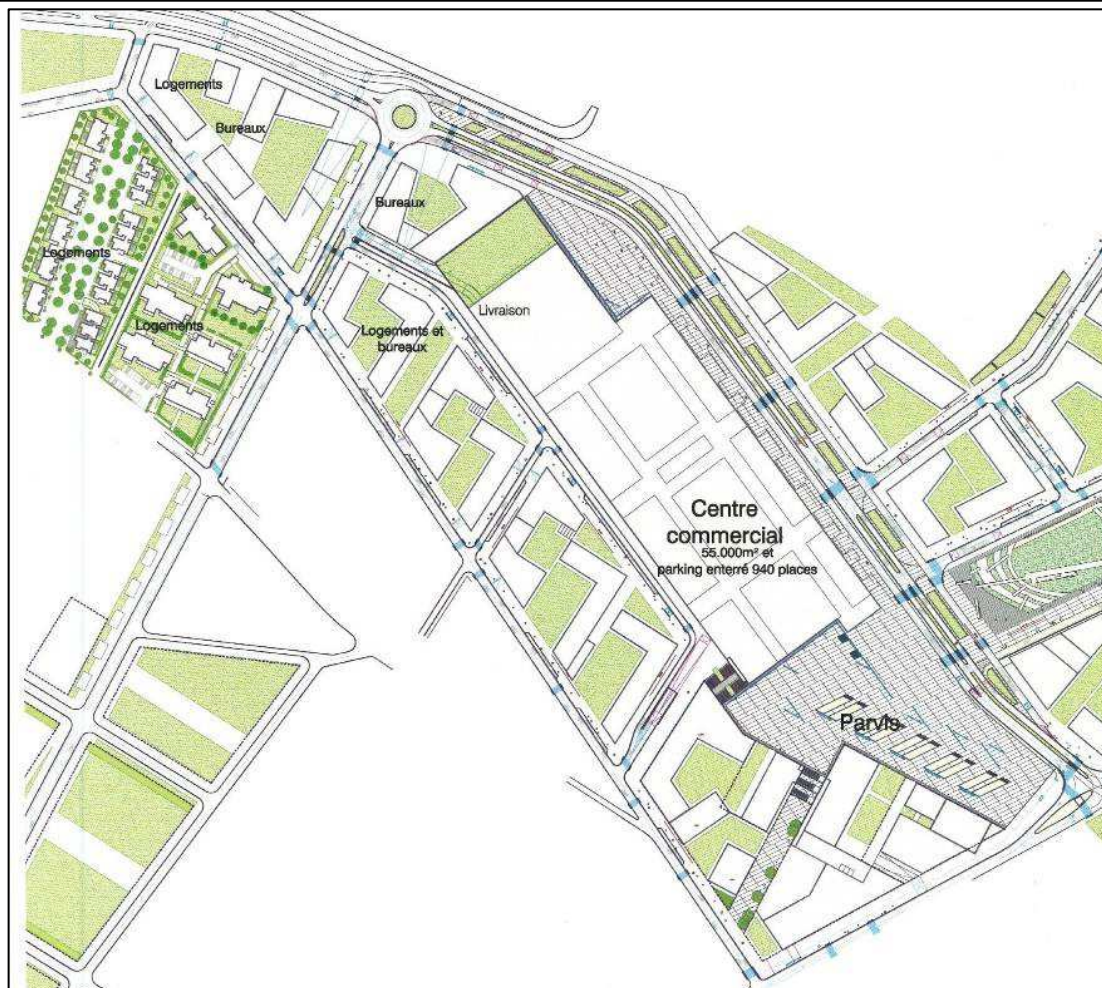 Logements
Bureaux
Bureaux
Logements
Livraison
Logements
Logements et
bureaux
Centre
commercial
55.000m² et
parking enterré 940 places
Parvis